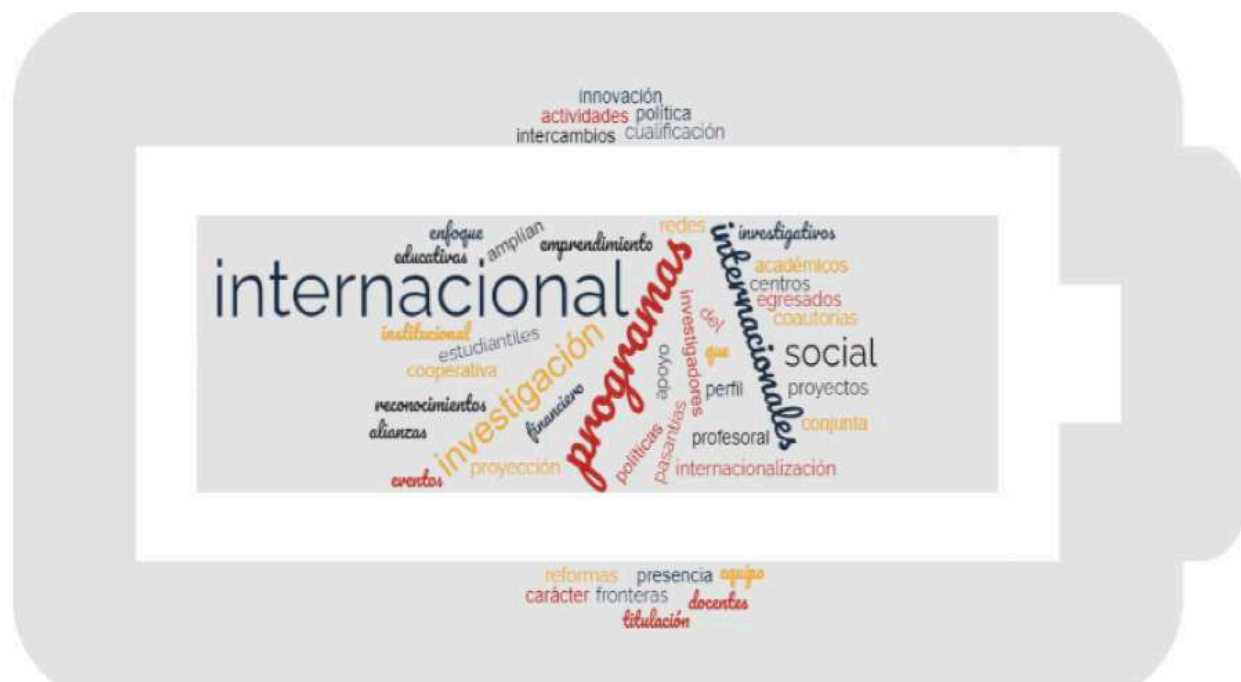 innovación
actividades política
intercambios cualificación
enfoque
amplían
educativas
emprendimiento
redes
investigativos
internacional
programas
internacionales
académicos
centros
egresados
coautorias
institucional
estudiantiles
cooperativa
investigación
investigadores
del
que
apoyo
perfil
social
proyectos
reconocimientos
alianzas
financiero
conjunta
políticas
pasantías
profesoral
eventos
proyección
internacionalización
reformas presencia equipo
carácter fronteras docentes
titulación